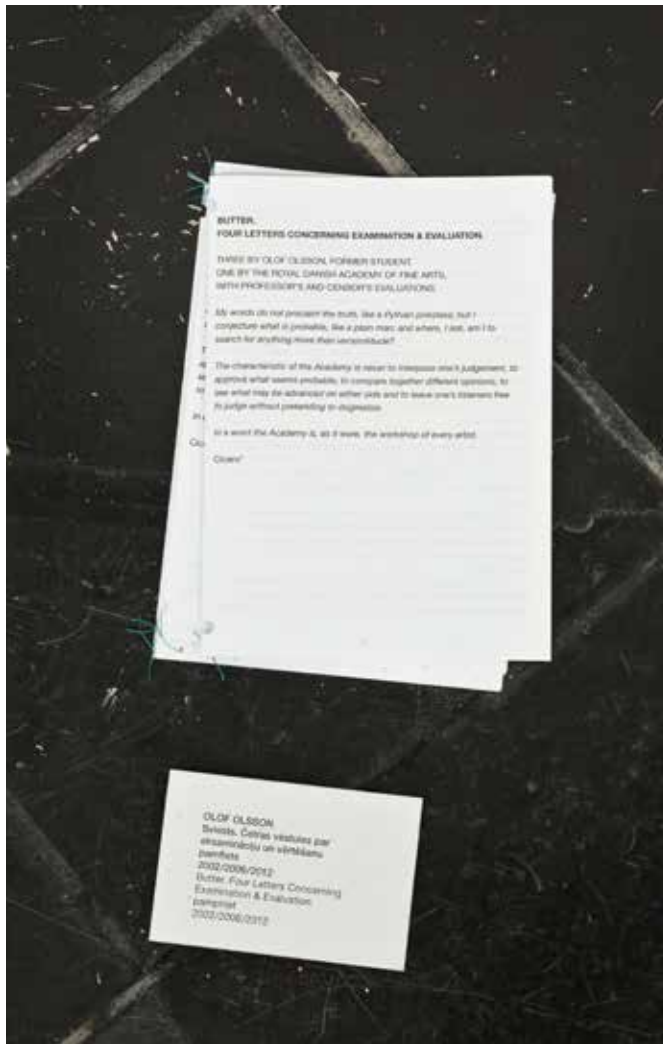 BUTTER.
FOUR LETTERS CONCERNING EXAMINATION & EVALUATION.
THREE BY OLOF OLSSON, FORMER STUDENT,
ONE BY THE ROYAL DANISH ACADEMY OF FINE ARTS,
WITH PROFESSOR'S AND CENSOR'S EVALUATIONS.
My words do not proclaim the truth, like a Pythian priestess; but I
conjecture what is probable, like a plain man; and where, I ask, am I to
search for anything more than verisimilitude?
The characteristic of the Academy is never to interpose one's judgement, to
approve what seems probable, to compare together different opinions, to
see what may be advanced on either side and to leave one's listeners free
to judge without pretending to dogmatise.
In a word the Academy is, as it were, the workshop of every artist.
OLOF OLSSON
Sviests. Četras vēstules par
eksamināciju un vērtēšanu
pamflets
2002/2006/2012
Butter. Four Letters Concerning
Examination & Evaluation
pamphlet
2002/2006/2012